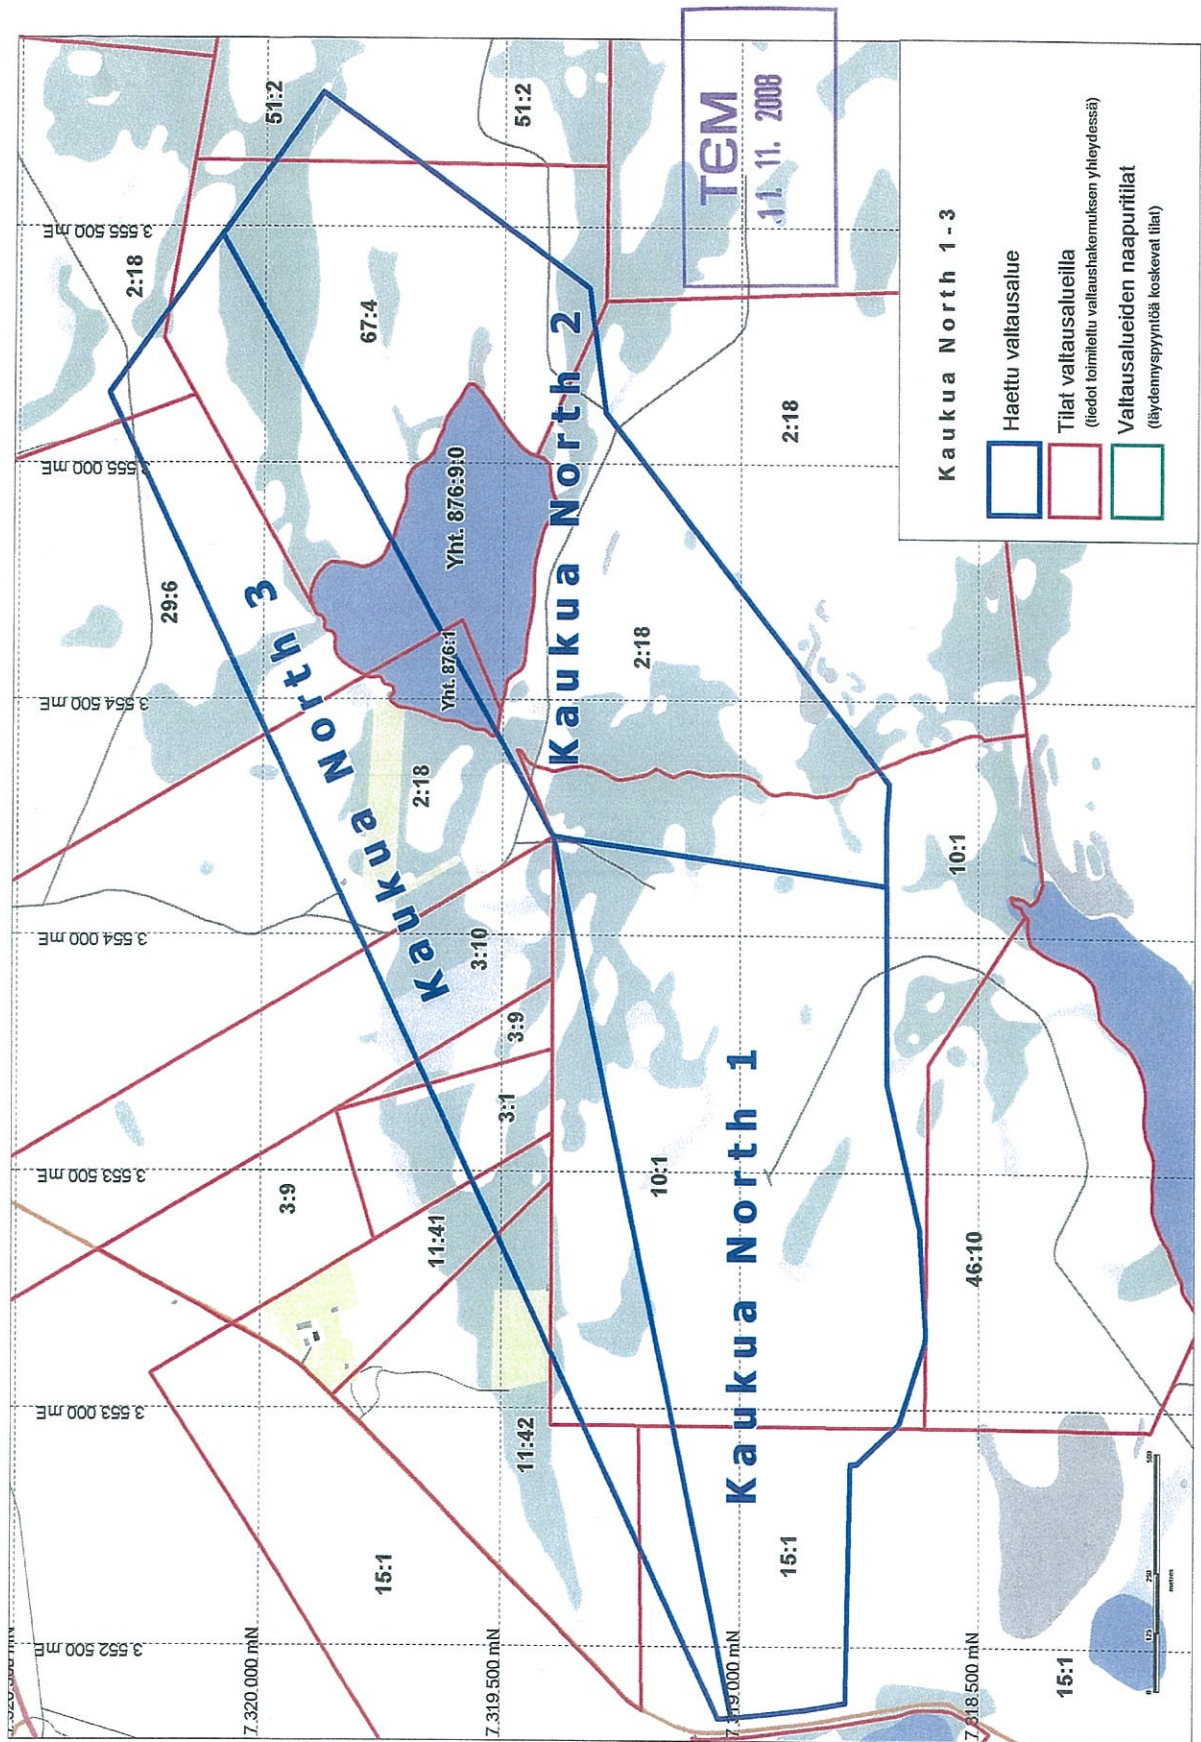 51:2
51:2
TEM
11. 11. 2008
3 555 500 mE
2:18
67:4
Kaukua North 1-3
Haettu valtausalue
Tilat valtausalueilla
(tiedot toimitettu valtaushakemuksen yhteydessä)
Valtausalueiden naapuritilat
(täydennyspyyntöä koskevat tilat)
3 555 000 mE
29:6
Yht. 876:9:0
2:18
Kaukua North 3
Yht. 876:1
Kaukua North 2
2:18
3 554 500 mE
2:18
10:1
3 554 000 mE
3:10
3:9
3:1
3 553 500 mE
3:9
11:41
10:1
Kaukua North 1
46:10
3 553 000 mE
11:42
15:1
15:1
3 552 500 mE
7 320 000 mN
7 319 500 mN
7 319 000 mN
7 318 500 mN
15:1
0 125 250 500
metres